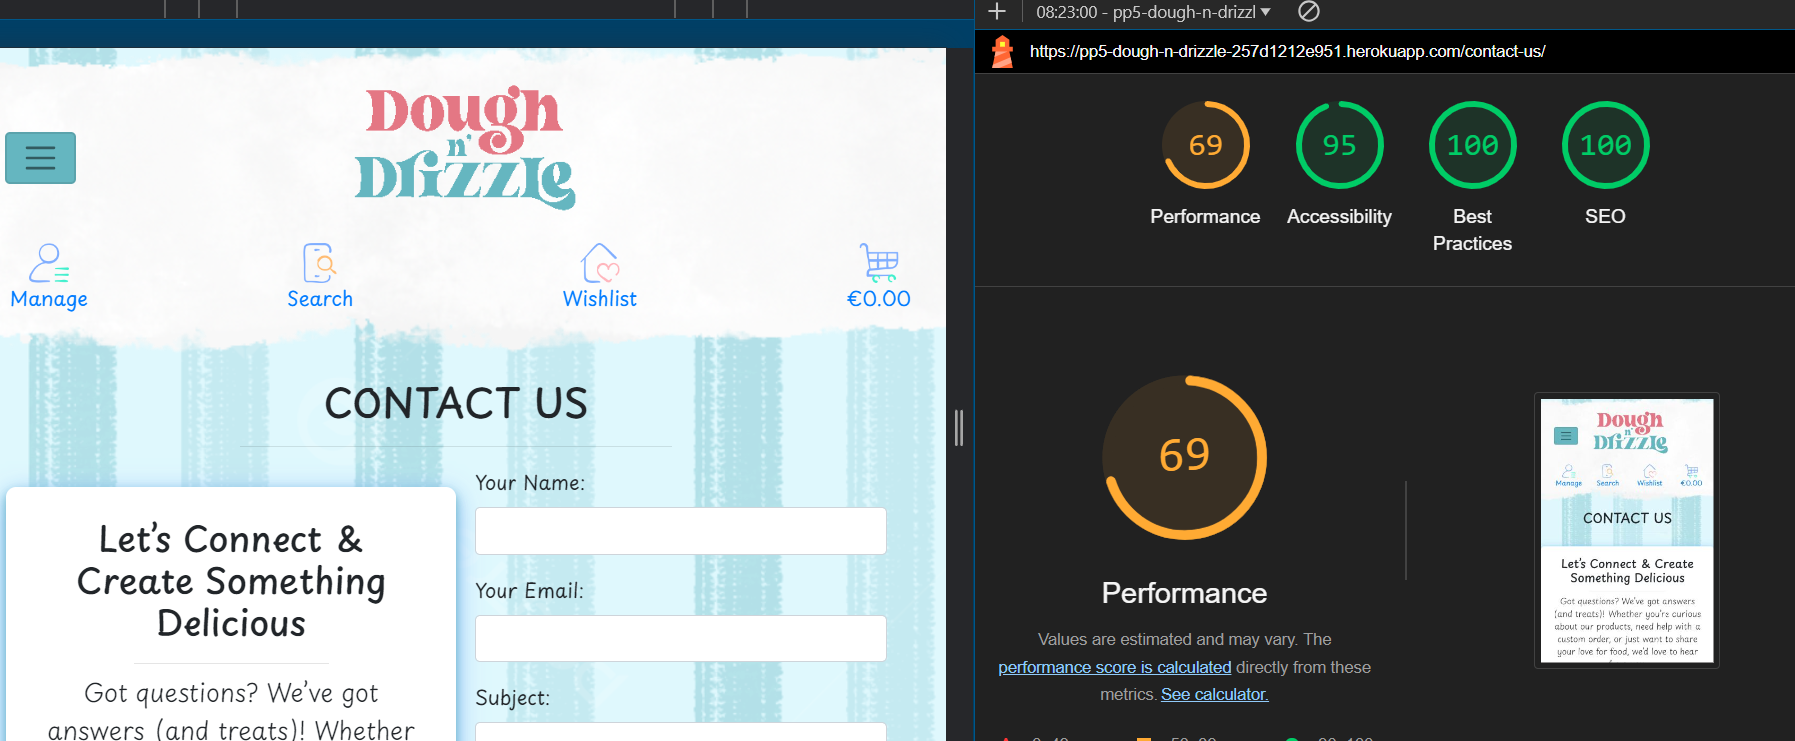 Dough
n'
Drizzle
Manage
Search
Wishlist
€0.00
CONTACT US
Let's Connect &
Create Something
Delicious
Got questions? We've got
answers (and treats)! Whether
Your Name:
Your Email:
Subject:
08:23:00 - pp5-dough-n-drizzl
https://pp5-dough-n-drizzle-257d1212e951.herokuapp.com/contact-us/
69
95
100
100
Performance
Accessibility
Best
Practices
SEO
69
Performance
Values are estimated and may vary. The
performance score is calculated directly from these
metrics. See calculator.
Dough
n'
Drizzle
Manage
Search
Wishlist
€0.00
CONTACT US
Let's Connect & Create
Something Delicious
Got questions? We've got answers
(and treats)! Whether you're curious
about our products, need help with a
custom order, or just want to share
your love for food, we'd love to hear